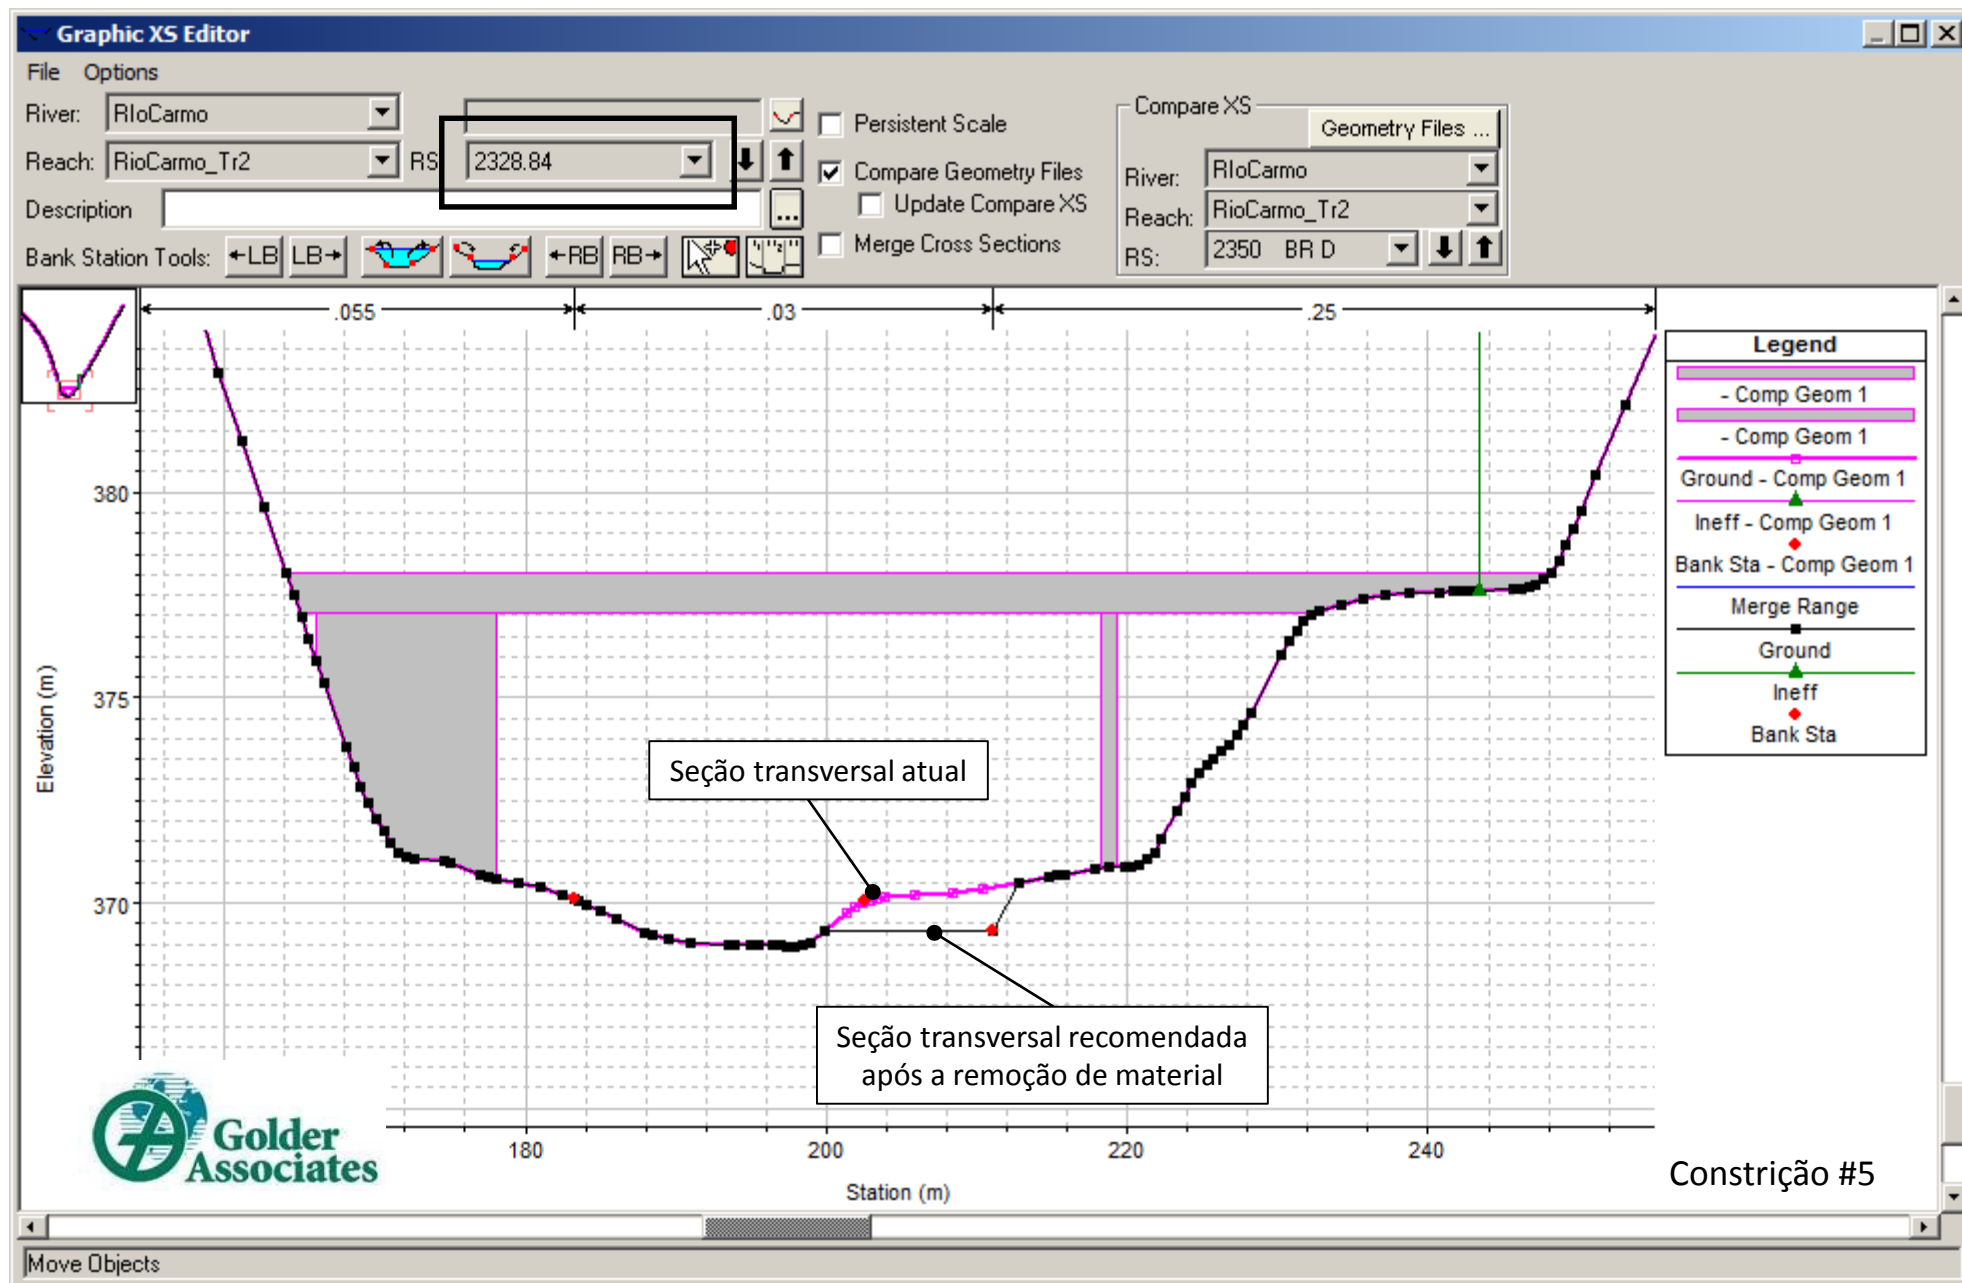 Graphic XS Editor
File Options
River: RIoCarmo
Reach: RioCarmo_Tr2 RS 2328.84
Description ...
Bank Station Tools: LB LB RB RB
Persistent Scale
Compare Geometry Files
Update Compare XS
Merge Cross Sections
Compare XS
Geometry Files ...
River: RIoCarmo
Reach: RioCarmo_Tr2
RS: 2350 BR D
.055 .03 .25
Elevation (m)
380
375
370
Seção transversal atual
Seção transversal recomendada
após a remoção de material
180 200 220 240
Station (m)
Legend
- Comp Geom 1
- Comp Geom 1
Ground - Comp Geom 1
Ineff - Comp Geom 1
Bank Sta - Comp Geom 1
Merge Range
Ground
Ineff
Bank Sta
Golder
Associates
Constrição #5
Move Objects